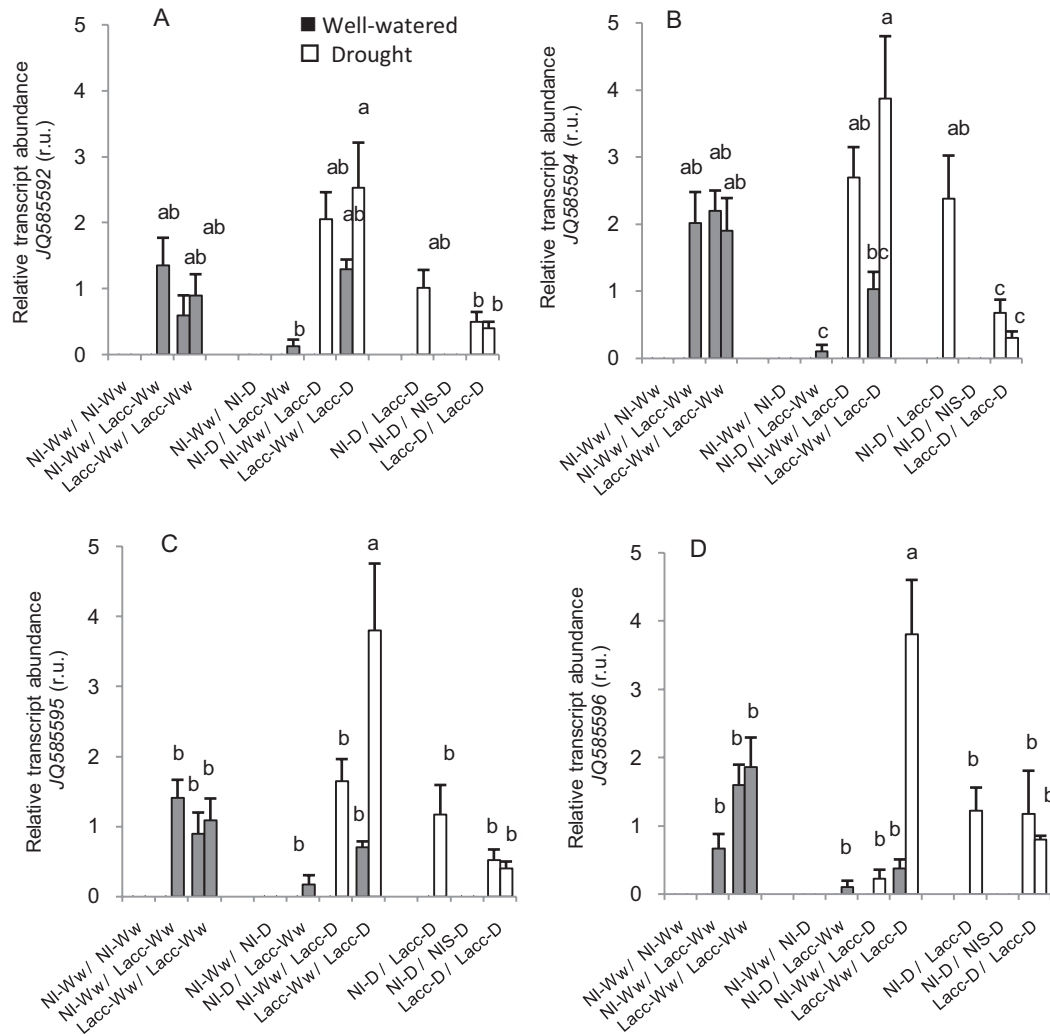 A
Well-watered
Drought
Relative transcript abundance
JQ585592 (r.u.)
5
4
3
2
1
0
ab
ab
ab
b
ab
ab
a
ab
b
b
NI-Ww / NI-Ww
NI-Ww / Lacc-Ww
Lacc-Ww / Lacc-Ww
NI-Ww / NI-D
NI-D / Lacc-Ww
NI-Ww / Lacc-D
Lacc-Ww / Lacc-D
NI-D / Lacc-D
NI-D / NIS-D
Lacc-D / Lacc-D
B
Relative transcript abundance
JQ585594 (r.u.)
5
4
3
2
1
0
ab
ab
ab
c
ab
bc
a
ab
c
c
NI-Ww / NI-Ww
NI-Ww / Lacc-Ww
Lacc-Ww / Lacc-Ww
NI-Ww / NI-D
NI-D / Lacc-Ww
NI-Ww / Lacc-D
Lacc-Ww / Lacc-D
NI-D / Lacc-D
NI-D / NIS-D
Lacc-D / Lacc-D
C
Relative transcript abundance
JQ585595 (r.u.)
5
4
3
2
1
0
b
b
b
b
b
b
a
b
b
b
NI-Ww / NI-Ww
NI-Ww / Lacc-Ww
Lacc-Ww / Lacc-Ww
NI-Ww / NI-D
NI-D / Lacc-Ww
NI-Ww / Lacc-D
Lacc-Ww / Lacc-D
NI-D / Lacc-D
NI-D / NIS-D
Lacc-D / Lacc-D
D
Relative transcript abundance
JQ585596 (r.u.)
5
4
3
2
1
0
b
b
b
b
b
b
a
b
b
b
NI-Ww / NI-Ww
NI-Ww / Lacc-Ww
Lacc-Ww / Lacc-Ww
NI-Ww / NI-D
NI-D / Lacc-Ww
NI-Ww / Lacc-D
Lacc-Ww / Lacc-D
NI-D / Lacc-D
NI-D / NIS-D
Lacc-D / Lacc-D